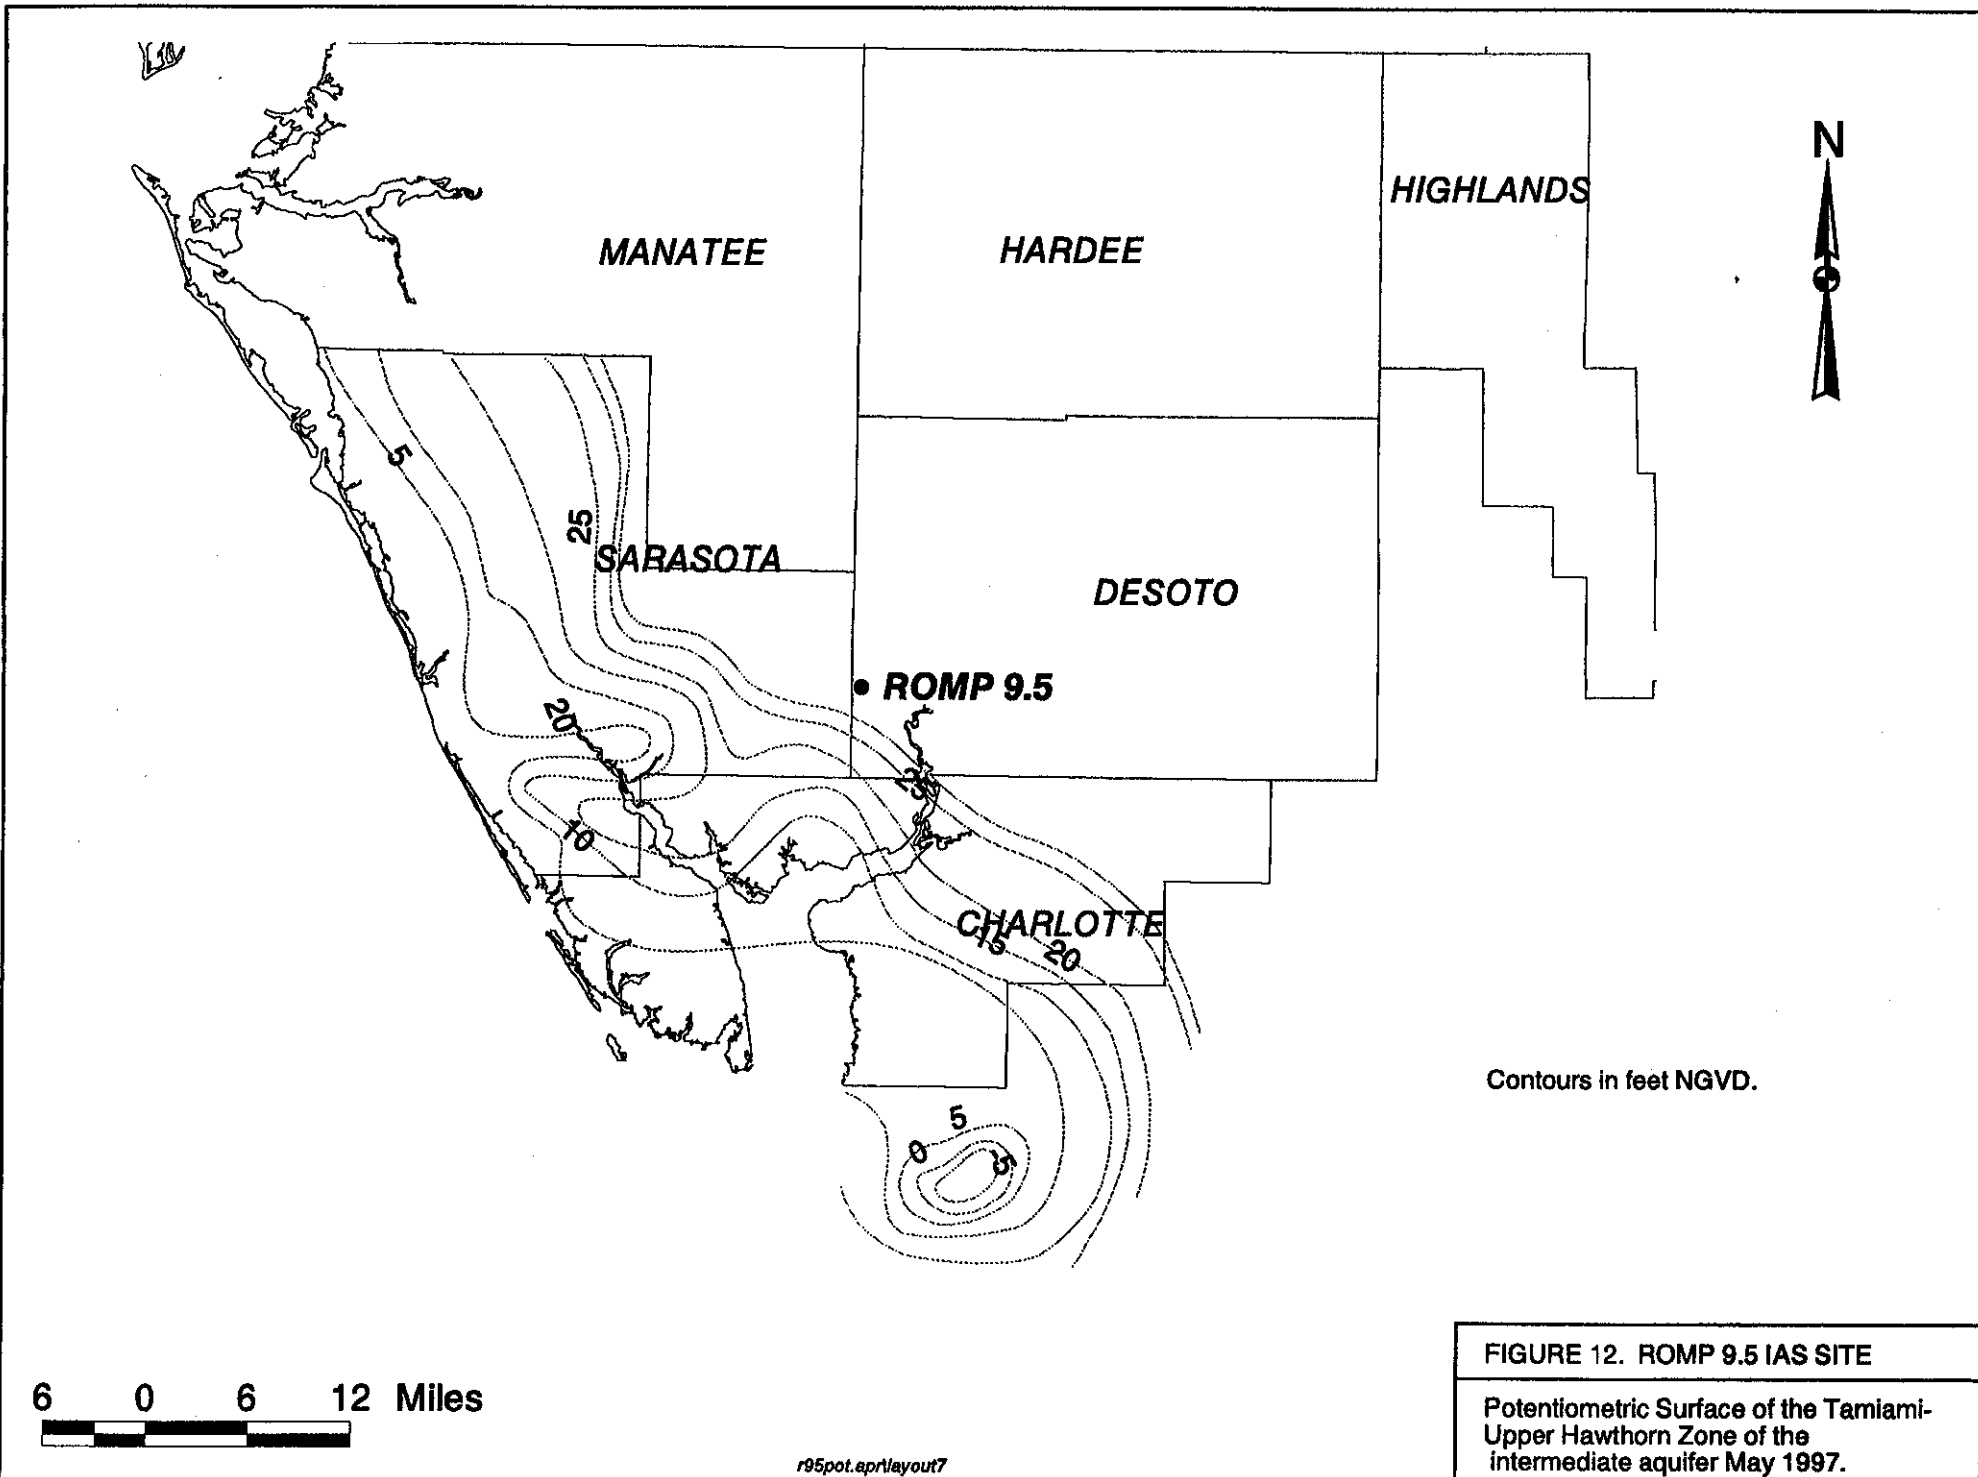 N
HIGHLANDS
MANATEE
HARDEE
5
25
SARASOTA
DESOTO
ROMP 9.5
20
25
10
CHARLOTTE
15
20
Contours in feet NGVD.
5
0
-5
FIGURE 12. ROMP 9.5 IAS SITE
Potentiometric Surface of the Tamiami-
Upper Hawthorn Zone of the
intermediate aquifer May 1997.
6 0 6 12 Miles
r95pot.apr\layout7